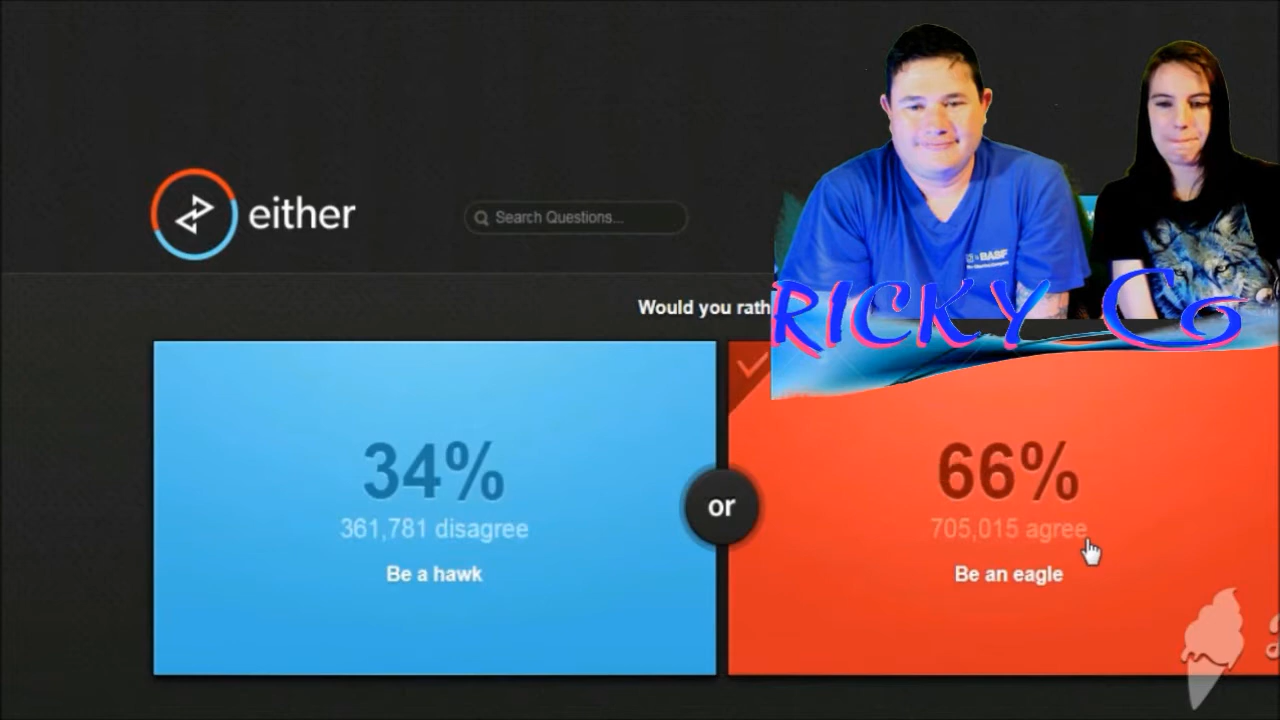 either
Search Questions...
Would you rath
RICKY Co
BASF
34%
361,781 disagree
Be a hawk
or
66%
705,015 agree
Be an eagle